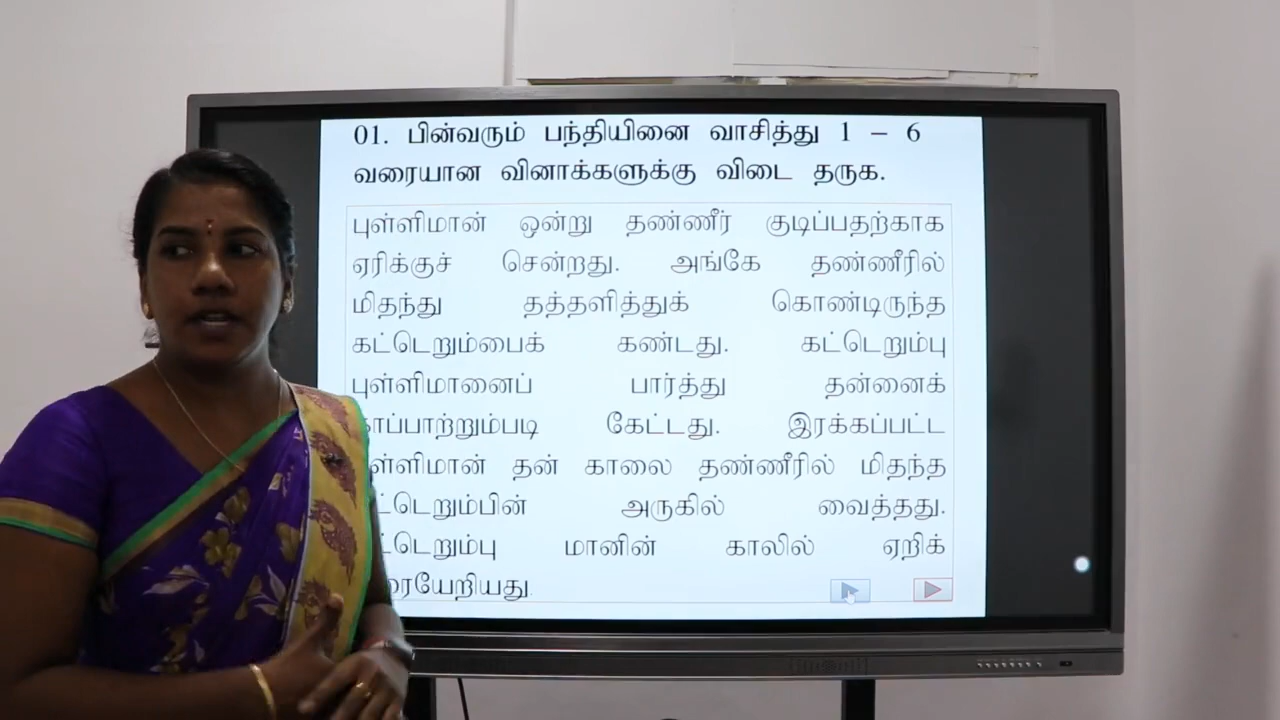 01. பின்வரும் பந்தியினை வாசித்து 1 – 6
வரையான வினாக்களுக்கு விடை தருக.
புள்ளிமான் ஒன்று தண்ணீர் குடிப்பதற்காக
ஏரிக்குச் சென்றது. அங்கே தண்ணீரில்
மிதந்து தத்தளித்துக் கொண்டிருந்த
கட்டெறும்பைக் கண்டது. கட்டெறும்பு
புள்ளிமானைப் பார்த்து தன்னைக்
கேட்டது. இரக்கப்பட்ட
தன் காலை தண்ணீரில் மிதந்த
அருகில் வைத்தது.
மானின் காலில் ஏறிக்